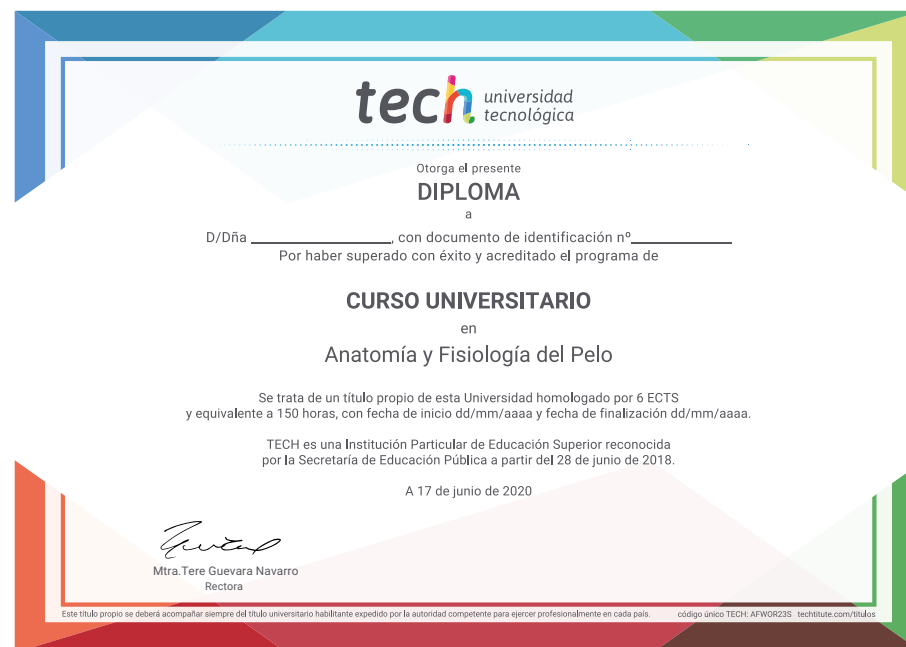 tech universidad
tecnológica
Otorga el presente
DIPLOMA
a
D/Dña ____________________, con documento de identificación nº______________
Por haber superado con éxito y acreditado el programa de
CURSO UNIVERSITARIO
en
Anatomía y Fisiología del Pelo
Se trata de un título propio de esta Universidad homologado por 6 ECTS
y equivalente a 150 horas, con fecha de inicio dd/mm/aaaa y fecha de finalización dd/mm/aaaa.
TECH es una Institución Particular de Educación Superior reconocida
por la Secretaría de Educación Pública a partir del 28 de junio de 2018.
A 17 de junio de 2020
Mtra.Tere Guevara Navarro
Rectora
Este título propio se deberá acompañar siempre del título universitario habilitante expedido por la autoridad competente para ejercer profesionalmente en cada país. código único TECH: AFWOR23S techtitute.com/titulos